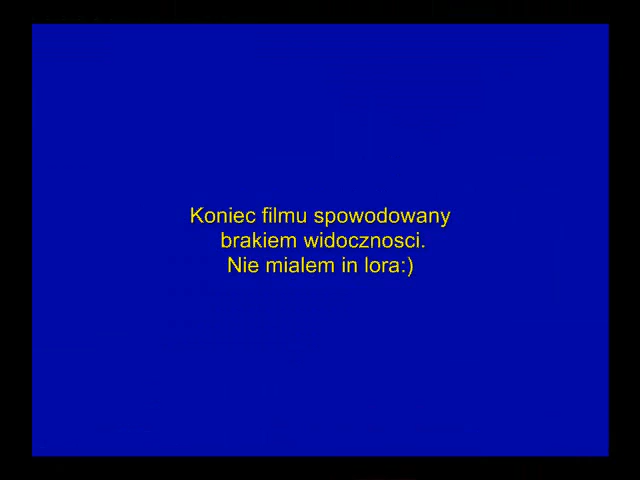 Koniec filmu spowodowany
brakiem widocznosci.
Nie mialem in lora:)